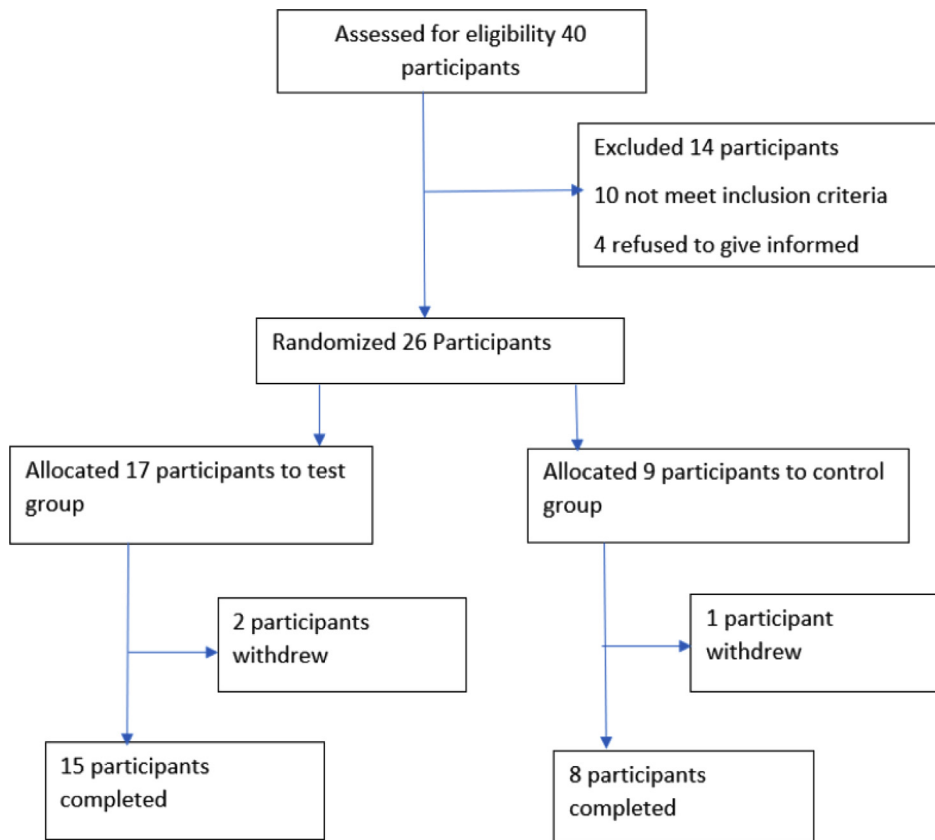 Assessed for eligibility 40
participants
Excluded 14 participants
10 not meet inclusion criteria
4 refused to give informed
Randomized 26 Participants
Allocated 17 participants to test
group
Allocated 9 participants to control
group
2 participants
withdrew
1 participant
withdrew
15 participants
completed
8 participants
completed